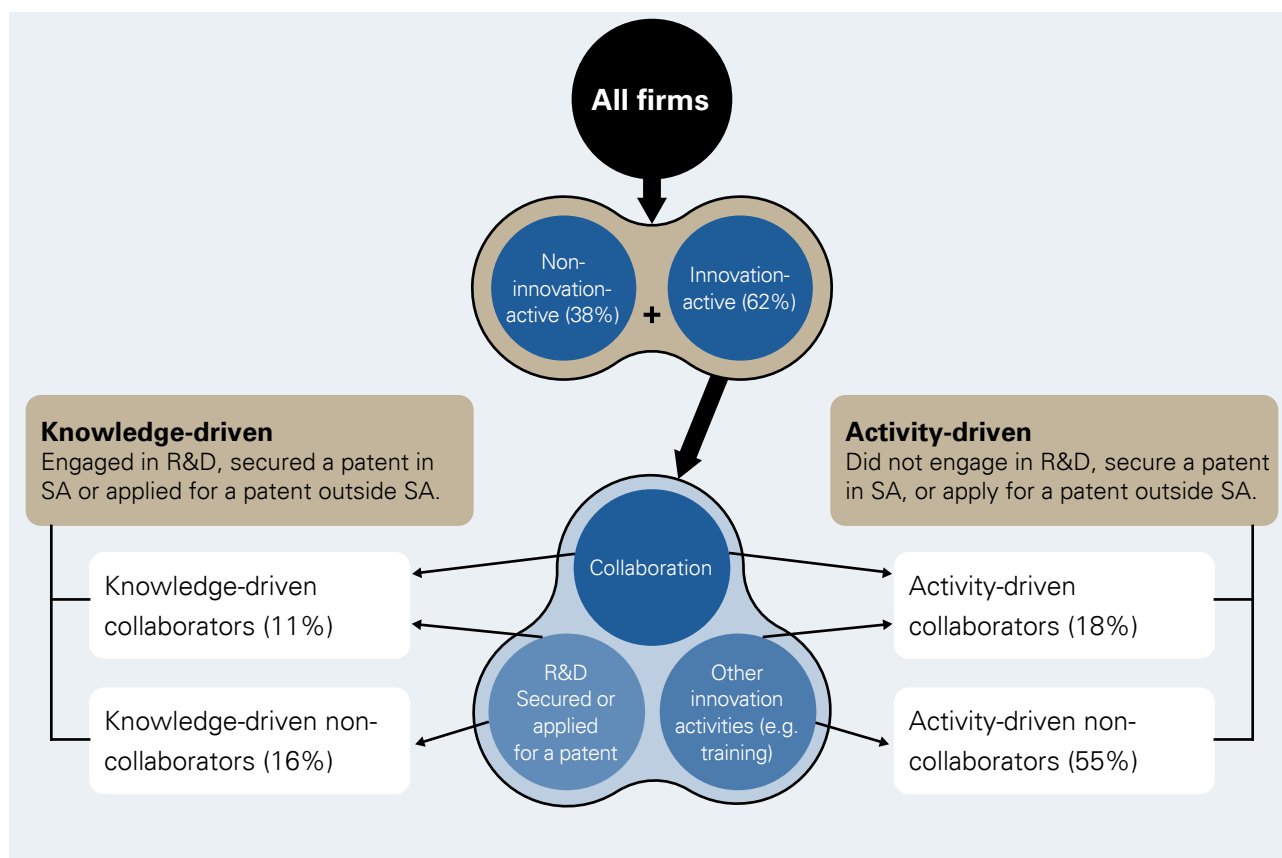 All firms
Non-
innovation-
active (38%)
+
Innovation-
active (62%)
Knowledge-driven
Engaged in R&D, secured a patent in
SA or applied for a patent outside SA.
Activity-driven
Did not engage in R&D, secure a patent
in SA, or apply for a patent outside SA.
Collaboration
Knowledge-driven
collaborators (11%)
Activity-driven
collaborators (18%)
R&D
Secured or
applied
for a patent
Other
innovation
activities (e.g.
training)
Knowledge-driven non-
collaborators (16%)
Activity-driven non-
collaborators (55%)